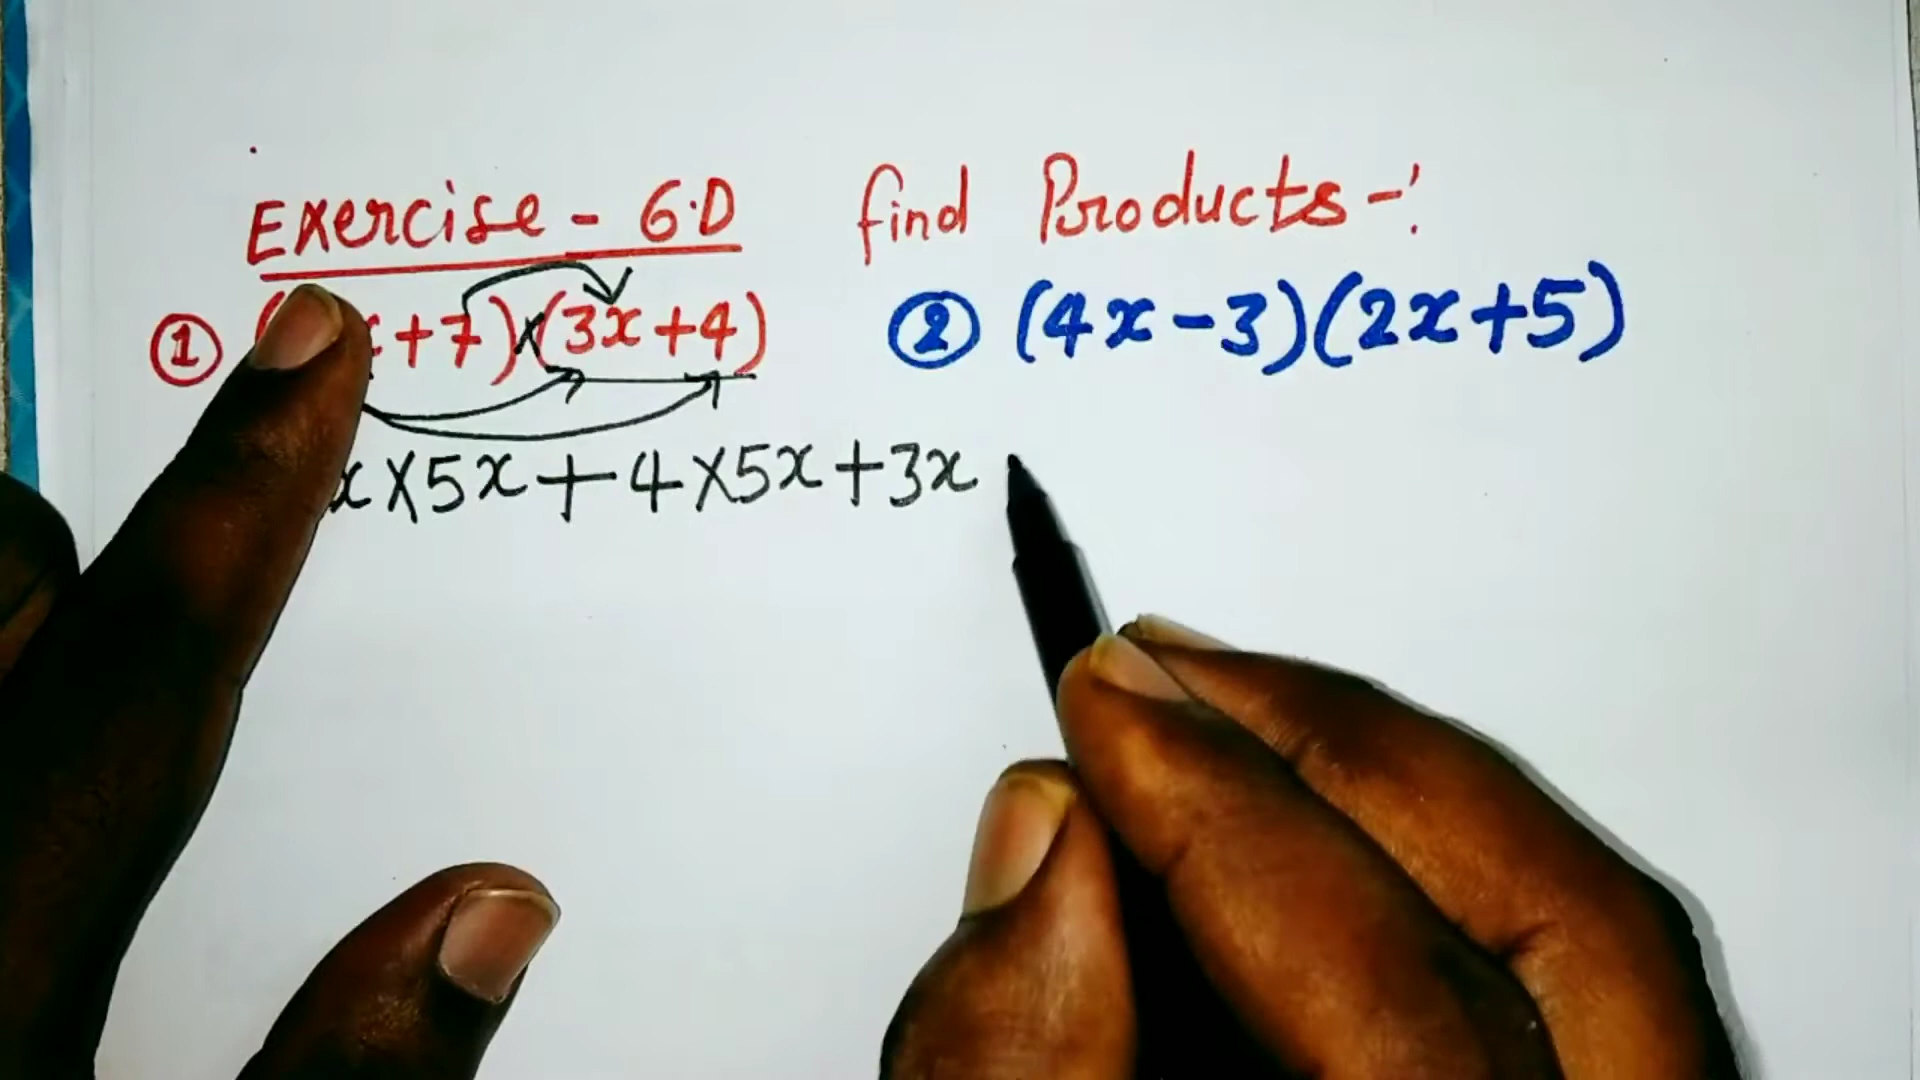 Exercise - 6.D find Products -:
① ( x+7)×(3x+4) ② (4x-3)(2x+5)
x×5x+4×5x+3x